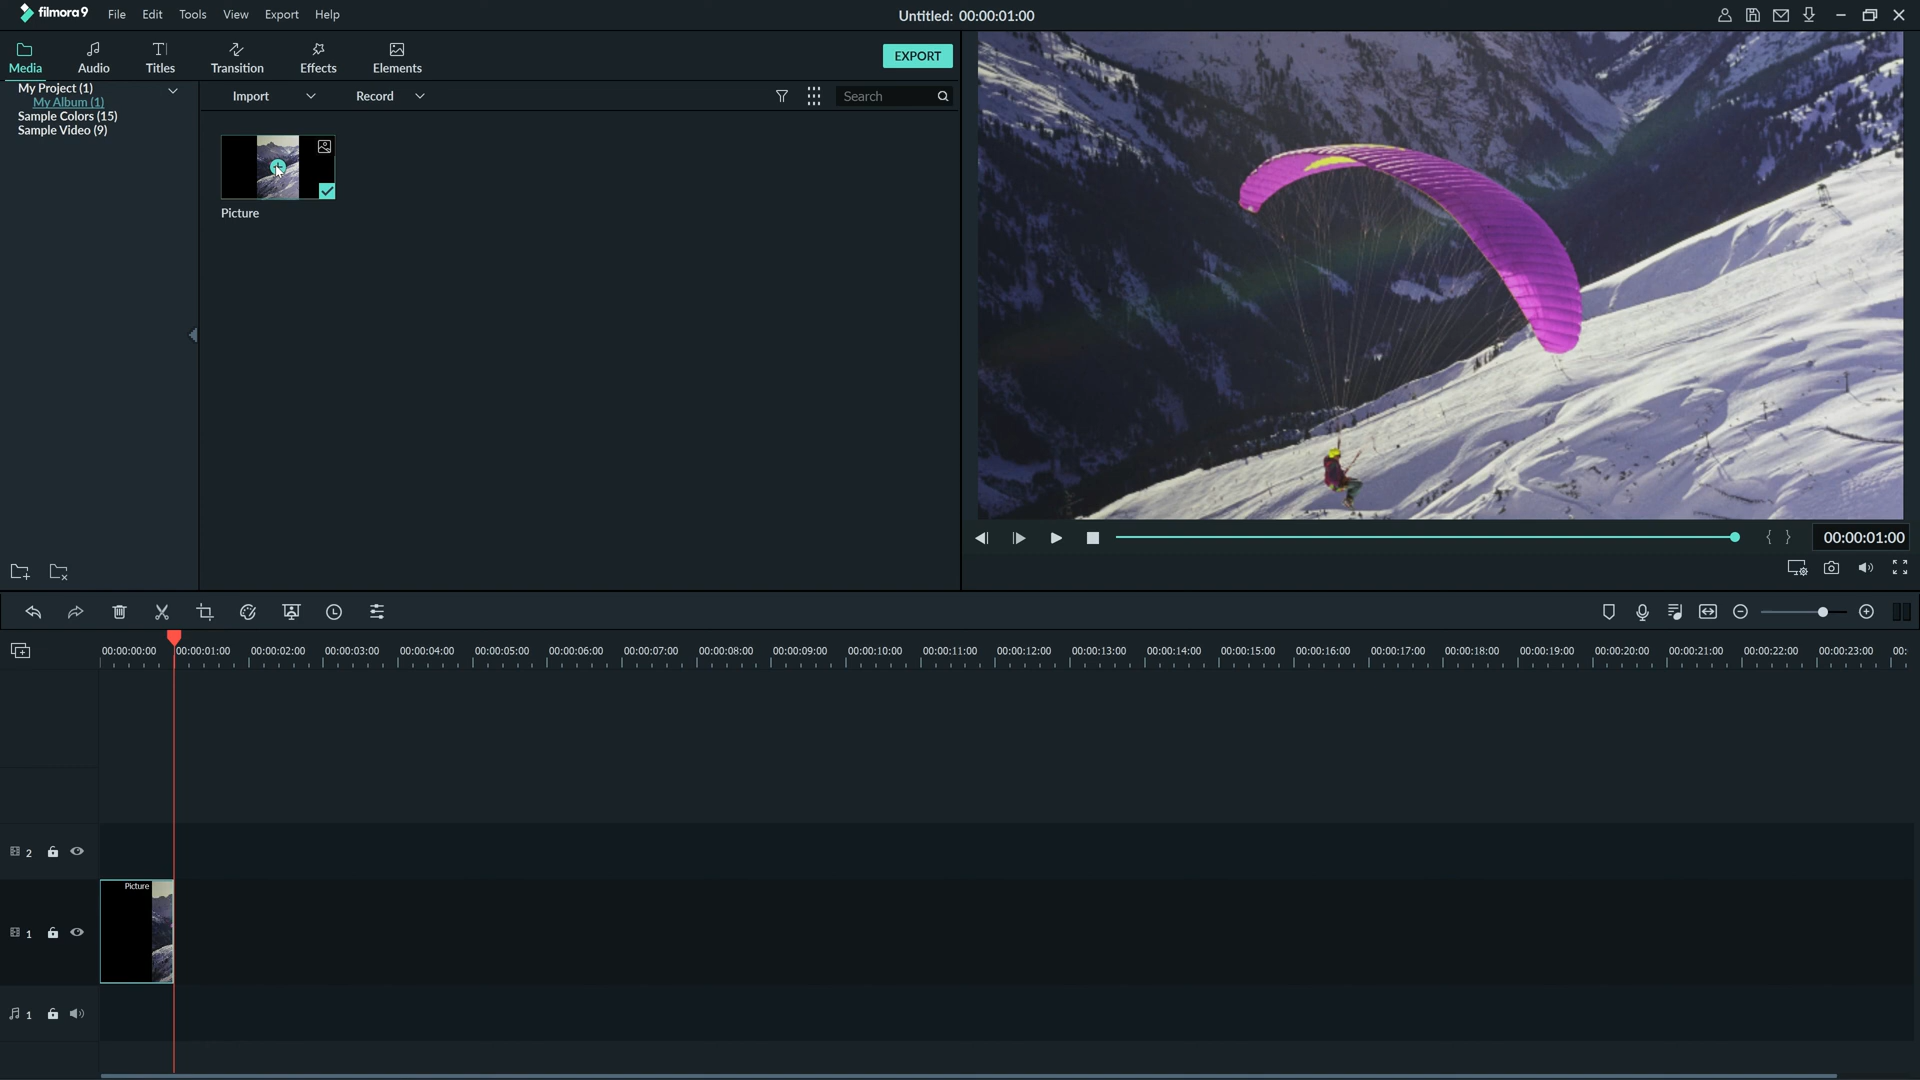 filmora9 File Edit Tools View Export Help Untitled: 00:00:01:00
Media Audio Titles Transition Effects Elements EXPORT
My Project (1)
My Album (1)
Sample Colors (15)
Sample Video (9)
Import Record Search
Picture
00:00:01:00
00:00:00:00 00:00:01:00 00:00:02:00 00:00:03:00 00:00:04:00 00:00:05:00 00:00:06:00 00:00:07:00 00:00:08:00 00:00:09:00 00:00:10:00 00:00:11:00 00:00:12:00 00:00:13:00 00:00:14:00 00:00:15:00 00:00:16:00 00:00:17:00 00:00:18:00 00:00:19:00 00:00:20:00 00:00:21:00 00:00:22:00 00:00:23:00 00:
2
Picture
1
1